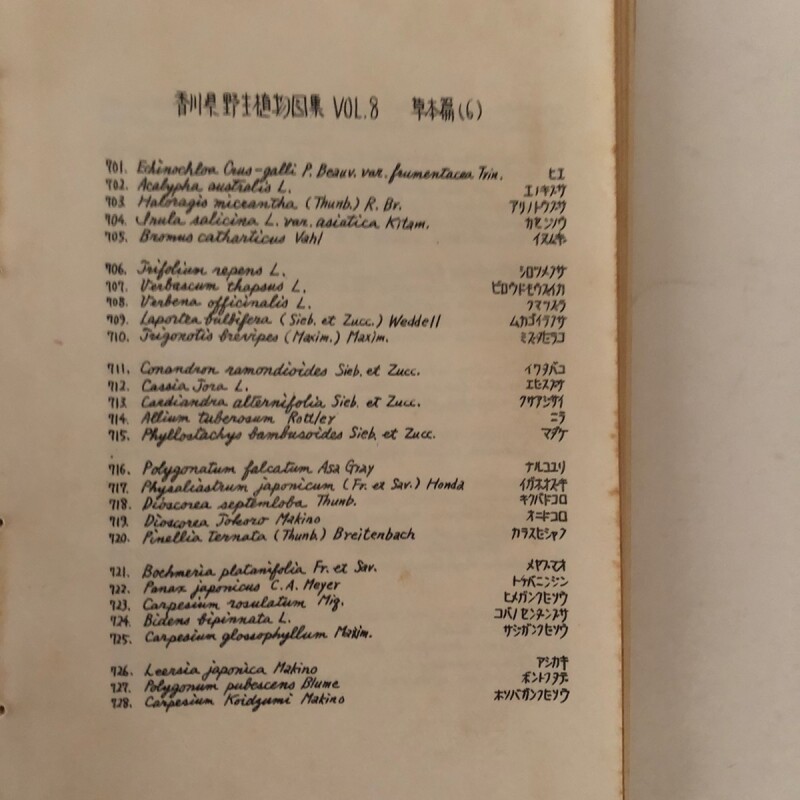 香川県野生植物図集 VOL.8 草本篇(6)
701. Echinochloa Crus-galli P. Beauv. var. frumentacea Trin. ヒエ
702. Acalypha australis L. エノキグサ
703 Haloragis micrantha (Thunb.) R. Br. アリノトウグサ
704. Inula salicina L. var. asiatica Kitam. カセンソウ
705. Bromus catharticus Vahl イヌムギ
706. Trifolium repens L. シロツメクサ
707. Verbascum thapsus L. ビロウドモウズイカ
708. Verbena officinalis L. クマツヅラ
709. Laportea bulbifera (Sieb. et Zucc.) Weddell ムカゴイラクサ
710. Trigonotis brevipes (Maxim.) Maxim. ミズタビラコ
711. Conandron ramondioides Sieb. et Zucc. イワタバコ
712. Cassia Tora L. エビスグサ
713. Cardiandra alternifolia Sieb. et Zucc. クサアジサイ
714. Allium tuberosum Rottler ニラ
715. Phyllostachys bambusoides Sieb. et Zucc. マダケ
716. Polygonatum falcatum Asa Gray ナルコユリ
717. Physaliastrum japonicum (Fr. et Sav.) Honda イガホオズキ
718. Dioscorea septemloba Thunb. キクバドコロ
719. Dioscorea Tokoro Makino オニドコロ
720. Pinellia ternata (Thunb.) Breitenbach カラスビシャク
721. Boehmeria platanifolia Fr. et Sav. メヤブマオ
722. Panax japonicus C.A. Meyer トチバニンジン
723. Carpesium rosulatum Miq. ヒメガンクビソウ
724. Bidens bipinnata L. コバノセンダングサ
725. Carpesium glossophyllum Maxim. サジガンクビソウ
726. Leersia japonica Makino アシカキ
727. Polygonum pubescens Blume ボントクタデ
728. Carpesium Koidzumi Makino ホソバガンクビソウ